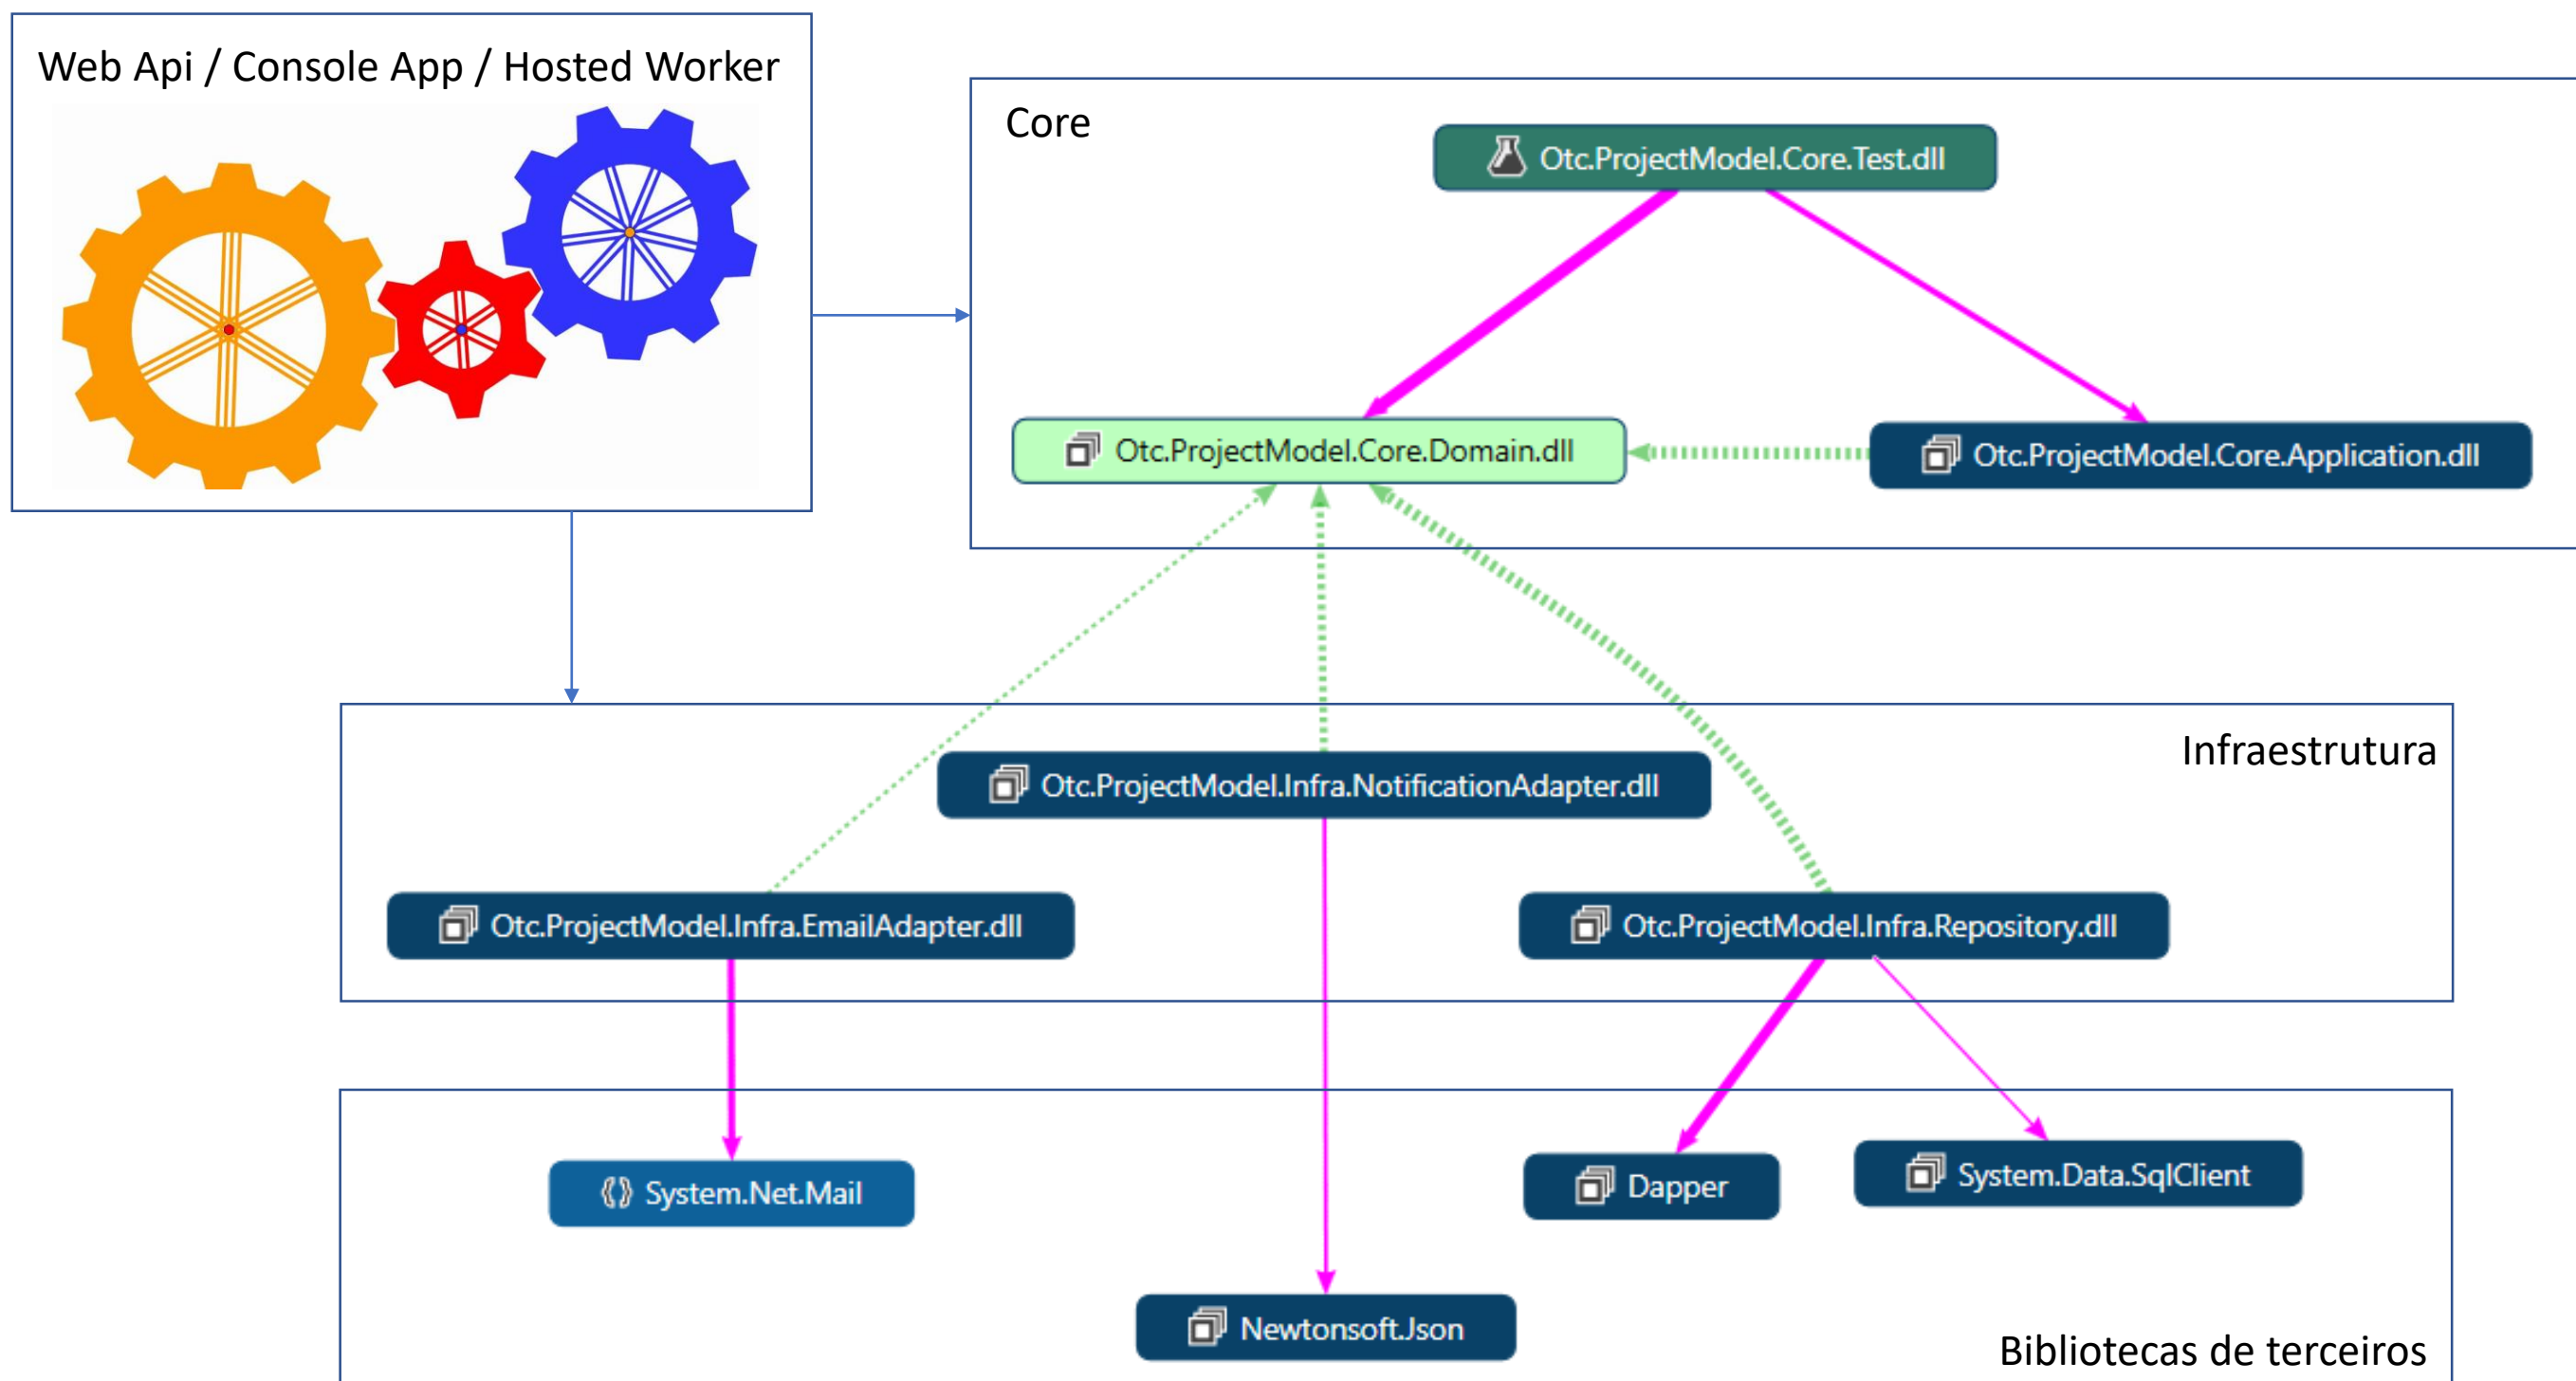 Web Api / Console App / Hosted Worker
Core
Otc.ProjectModel.Core.Test.dll
Otc.ProjectModel.Core.Domain.dll
Otc.ProjectModel.Core.Application.dll
Infraestrutura
Otc.ProjectModel.Infra.NotificationAdapter.dll
Otc.ProjectModel.Infra.EmailAdapter.dll
Otc.ProjectModel.Infra.Repository.dll
System.Net.Mail
Dapper
System.Data.SqlClient
Newtonsoft.Json
Bibliotecas de terceiros